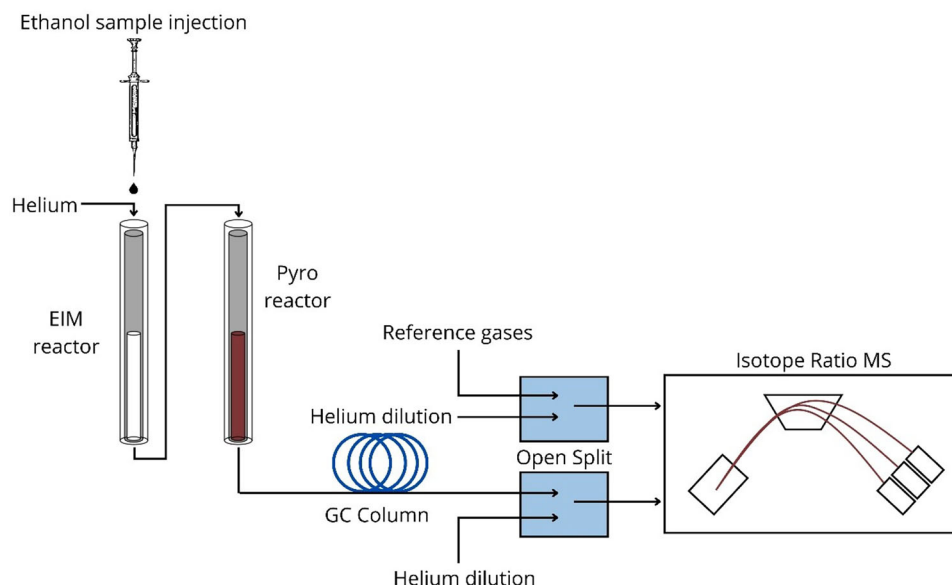 Ethanol sample injection
Helium
EIM
reactor
Pyro
reactor
Reference gases
Helium dilution
GC Column
Open Split
Helium dilution
Isotope Ratio MS